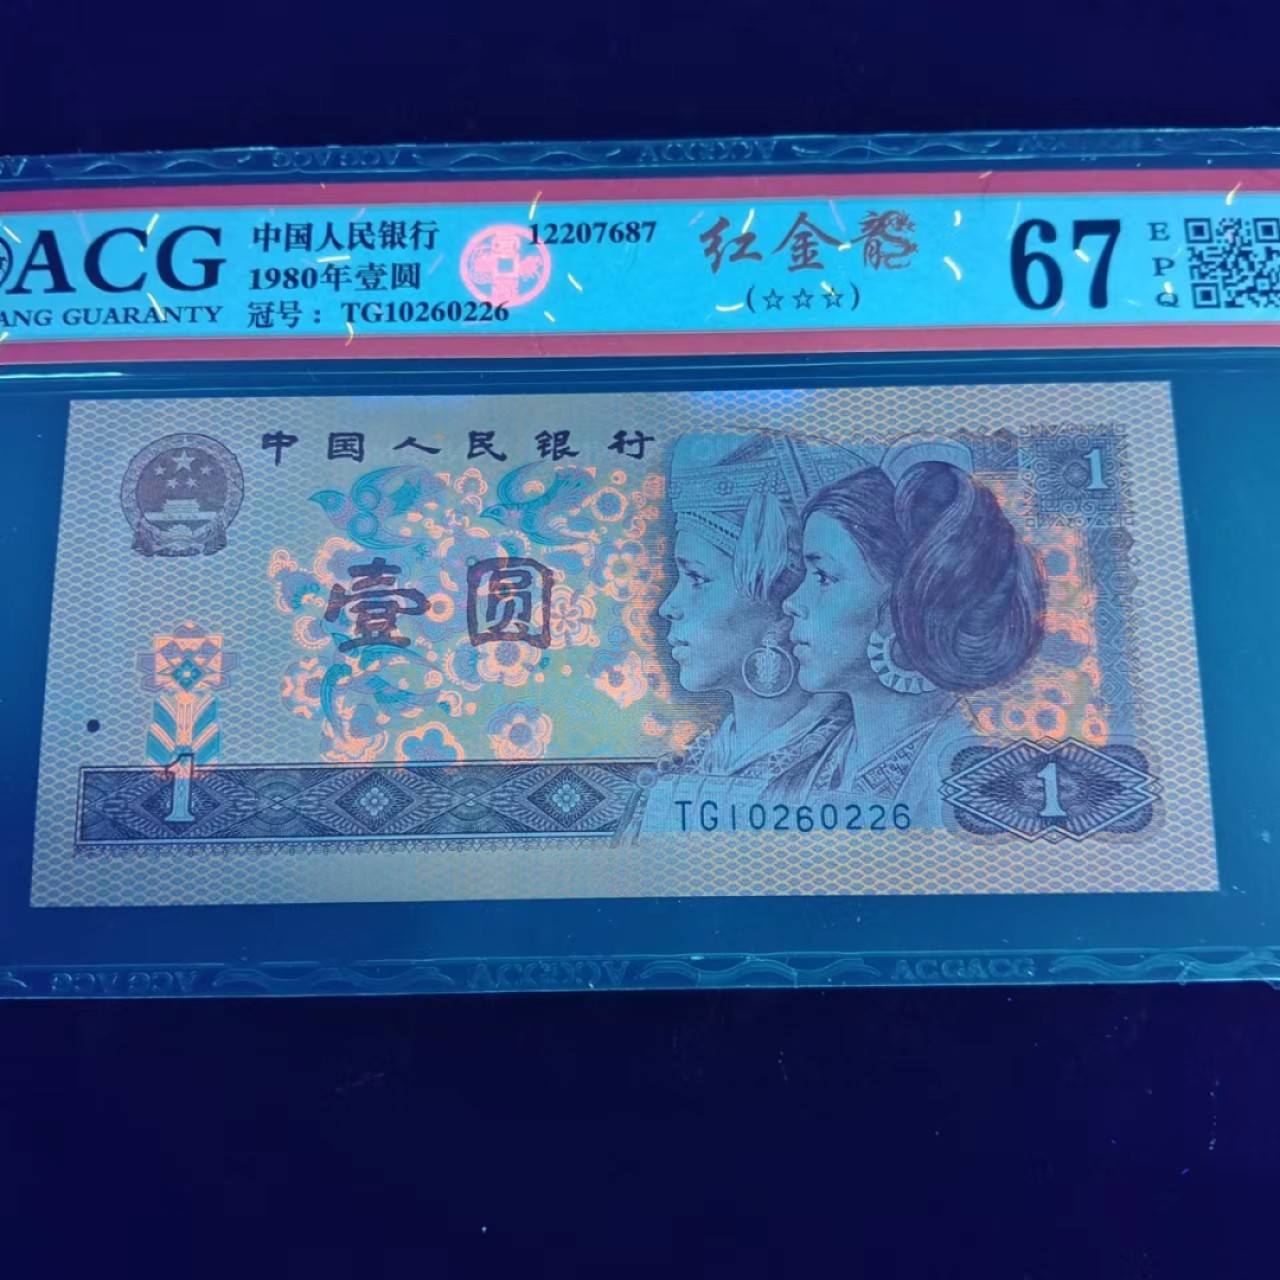 ACG
中国人民银行
12207687
红金龍
67
E
P
Q
1980年壹圆
(☆☆☆)
ANG GUARANTY
冠号：TG10260226
中国人民银行
1
壹圆
1
TG10260226
1
ACGACG